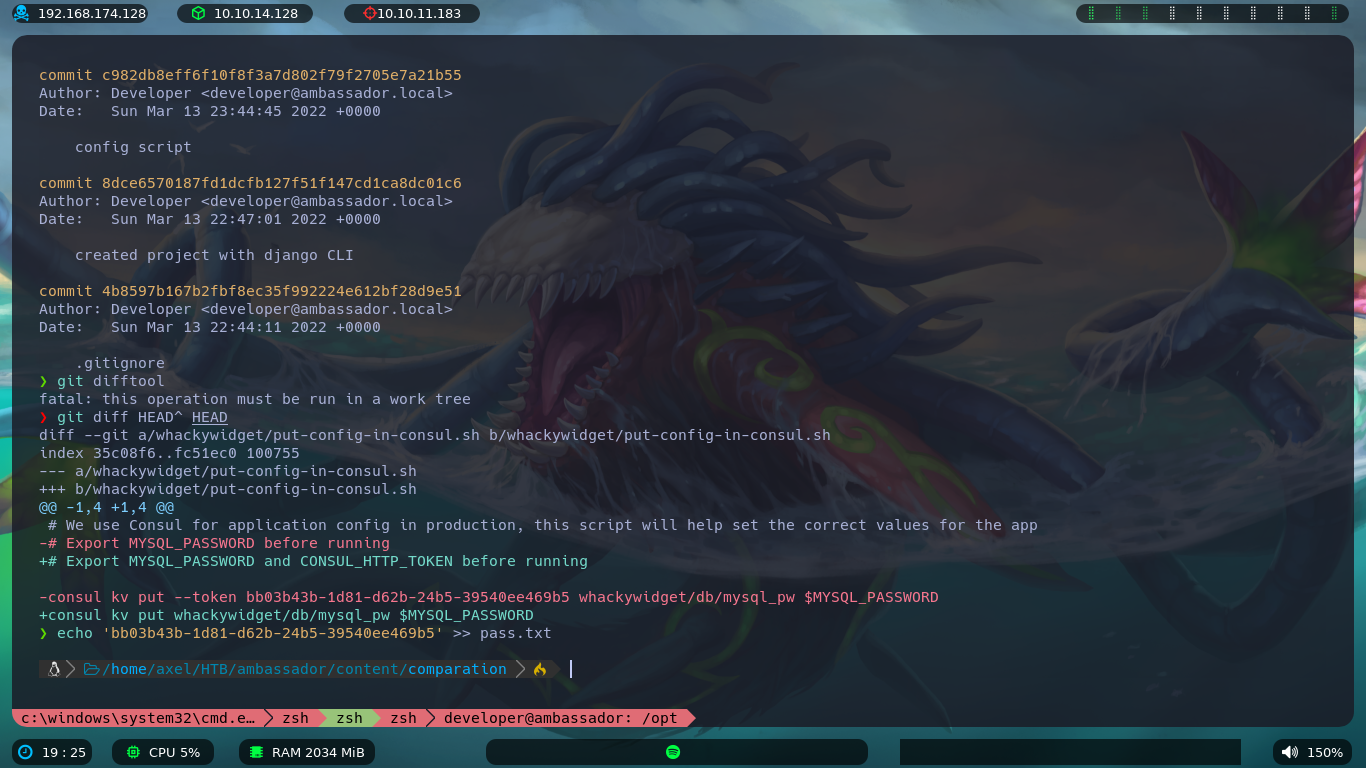 192.168.174.128 10.10.14.128 10.10.11.183
commit c982db8eff6f10f8f3a7d802f79f2705e7a21b55
Author: Developer <developer@ambassador.local>
Date:   Sun Mar 13 23:44:45 2022 +0000
config script
commit 8dce6570187fd1dcfb127f51f147cd1ca8dc01c6
Author: Developer <developer@ambassador.local>
Date:   Sun Mar 13 22:47:01 2022 +0000
created project with django CLI
commit 4b8597b167b2fbf8ec35f992224e612bf28d9e51
Author: Developer <developer@ambassador.local>
Date:   Sun Mar 13 22:44:11 2022 +0000
.gitignore
❯ git difftool
fatal: this operation must be run in a work tree
❯ git diff HEAD^ HEAD
diff --git a/whackywidget/put-config-in-consul.sh b/whackywidget/put-config-in-consul.sh
index 35c08f6..fc51ec0 100755
--- a/whackywidget/put-config-in-consul.sh
+++ b/whackywidget/put-config-in-consul.sh
@@ -1,4 +1,4 @@
# We use Consul for application config in production, this script will help set the correct values for the app
-# Export MYSQL_PASSWORD before running
+# Export MYSQL_PASSWORD and CONSUL_HTTP_TOKEN before running
-consul kv put --token bb03b43b-1d81-d62b-24b5-39540ee469b5 whackywidget/db/mysql_pw $MYSQL_PASSWORD
+consul kv put whackywidget/db/mysql_pw $MYSQL_PASSWORD
❯ echo 'bb03b43b-1d81-d62b-24b5-39540ee469b5' >> pass.txt
/home/axel/HTB/ambassador/content/comparation
c:\windows\system32\cmd.e… zsh zsh zsh developer@ambassador: /opt
19 : 25 CPU 5% RAM 2034 MiB 150%